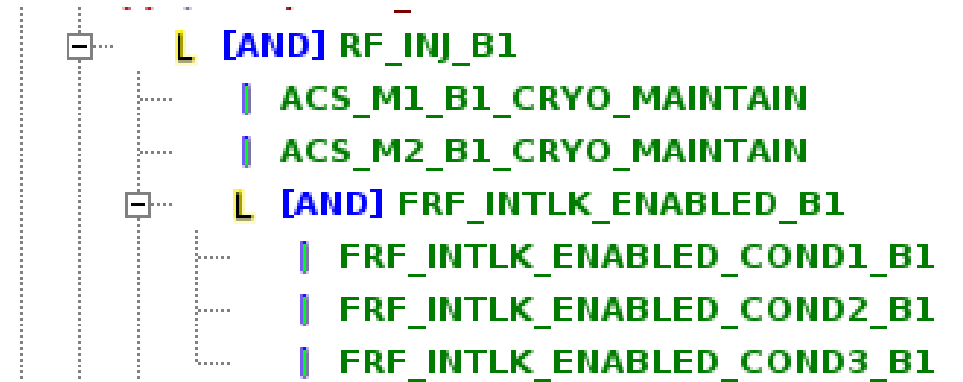 [AND] RF_INJ_B1
ACS_M1_B1_CRYO_MAINTAIN
ACS_M2_B1_CRYO_MAINTAIN
[AND] FRF_INTLK_ENABLED_B1
FRF_INTLK_ENABLED_COND1_B1
FRF_INTLK_ENABLED_COND2_B1
FRF_INTLK_ENABLED_COND3_B1